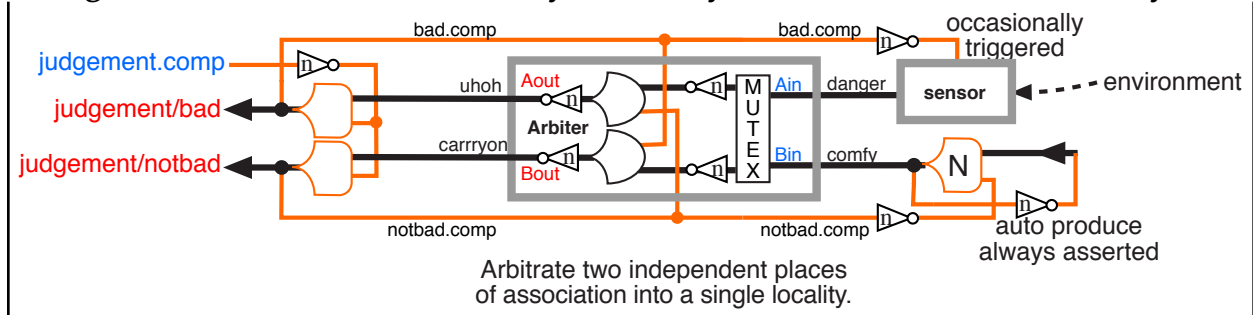 bad.comp
bad.comp
n
occasionally
triggered
judgement.comp
n
uhoh
Aout
n
n
M
U
T
E
X
Ain
danger
sensor
environment
judgement/bad
Arbiter
judgement/notbad
carrryon
Bout
n
n
Bin
comfy
N
n
n
notbad.comp
notbad.comp
auto produce
always asserted
Arbitrate two independent places
of association into a single locality.